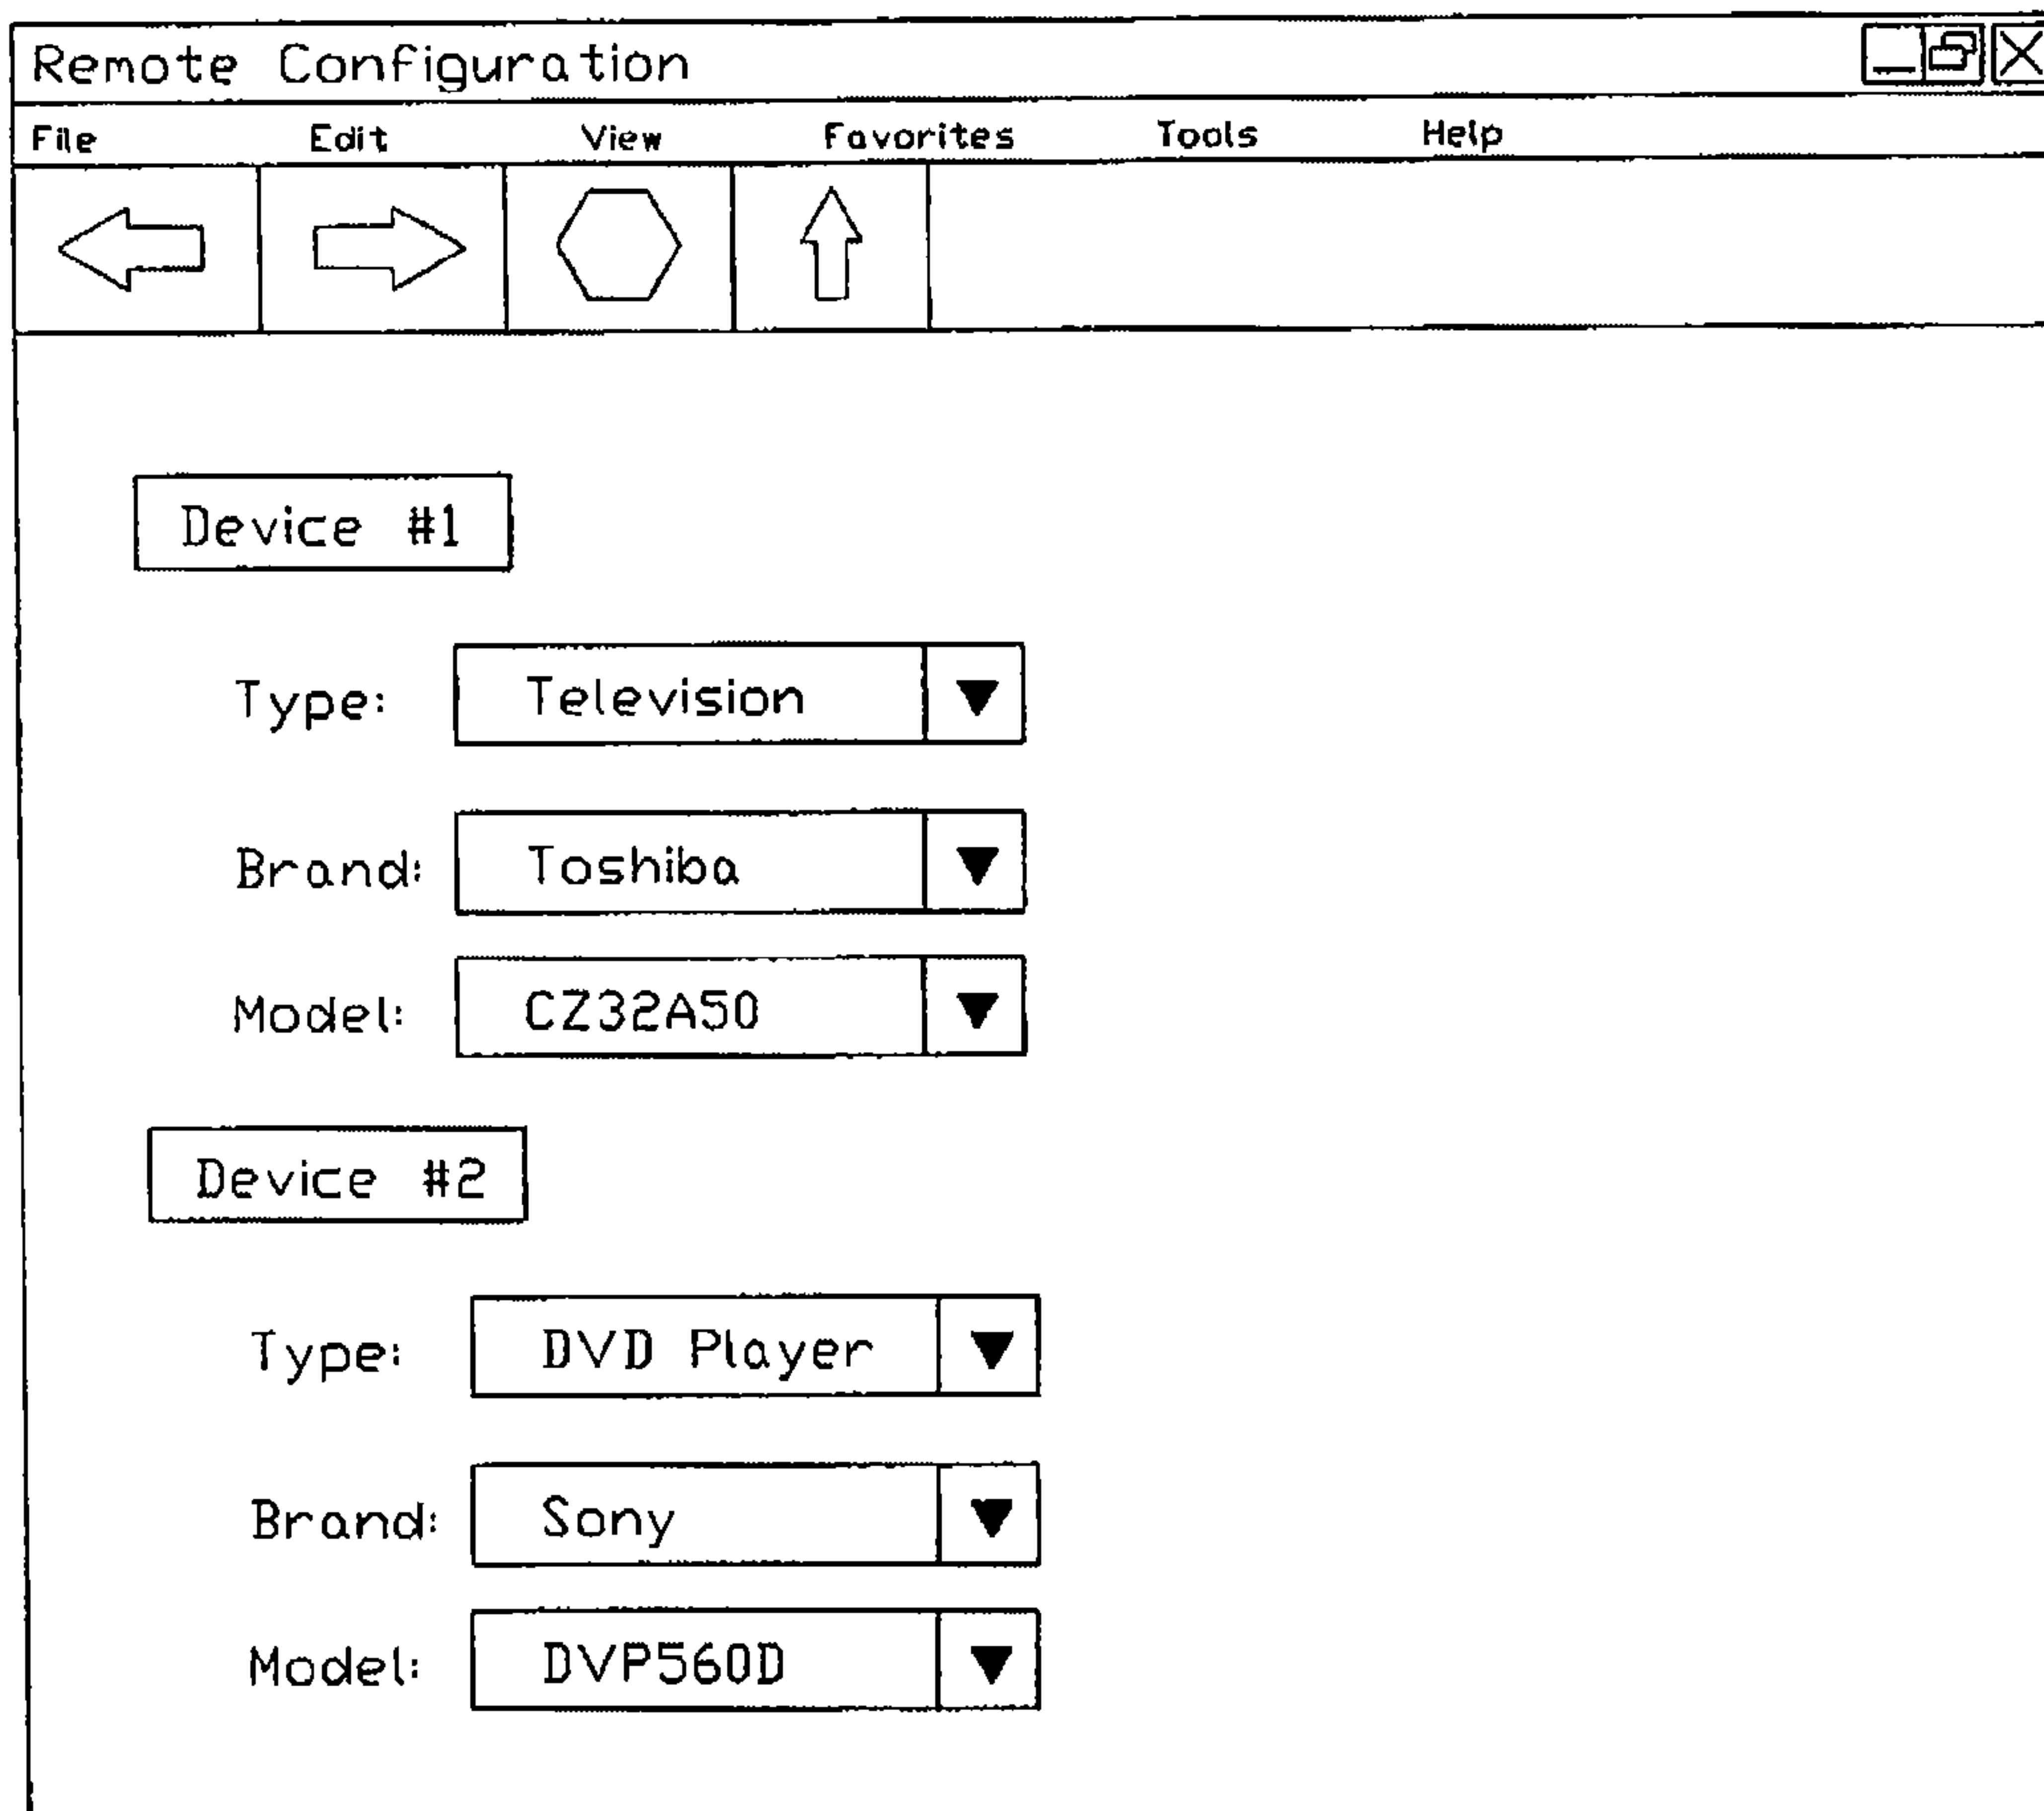 Remote Configuration
File Edit View Favorites Tools Help
Device #1
Type: Television
Brand: Toshiba
Model: CZ32A50
Device #2
Type: DVD Player
Brand: Sony
Model: DVP560D